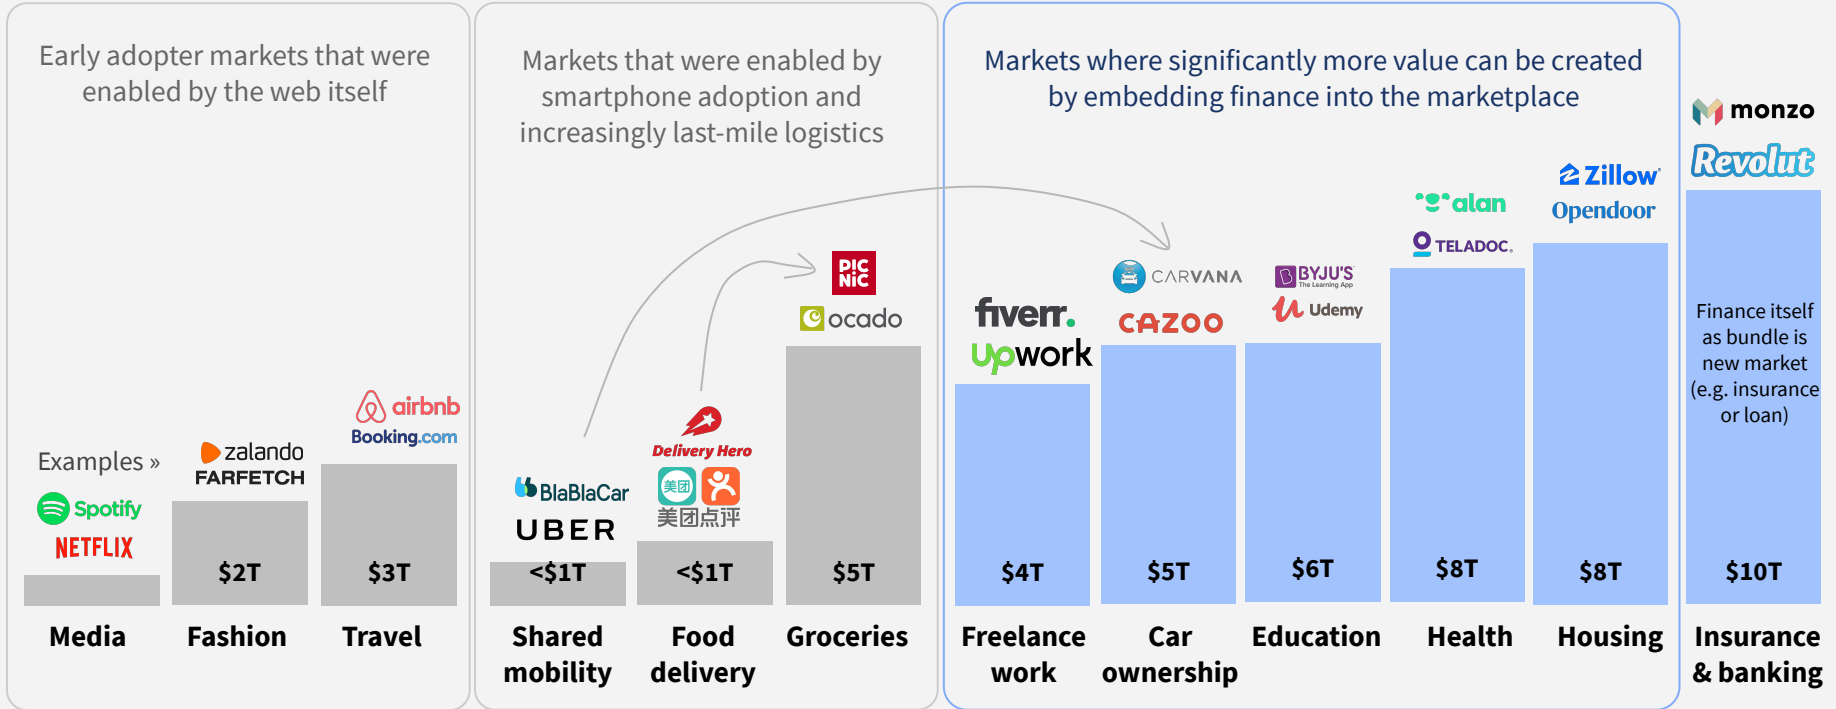 Early adopter markets that were
enabled by the web itself
Examples »
Spotify
NETFLIX
Media
zalando
FARFETCH
$2T
Fashion
airbnb
Booking.com
$3T
Travel
Markets that were enabled by
smartphone adoption and
increasingly last-mile logistics
BlaBlaCar
UBER
<$1T
Shared
mobility
Delivery Hero
美团
美团点评
<$1T
Food
delivery
PIC
NIC
ocado
$5T
Groceries
Markets where significantly more value can be created
by embedding finance into the marketplace
fiverr.
upwork
$4T
Freelance
work
CARVANA
CAZOO
$5T
Car
ownership
BYJU'S
The Learning App
Udemy
$6T
Education
alan
TELADOC.
$8T
Health
Zillow
Opendoor
$8T
Housing
monzo
Revolut
Finance itself
as bundle is
new market
(e.g. insurance
or loan)
$10T
Insurance
& banking